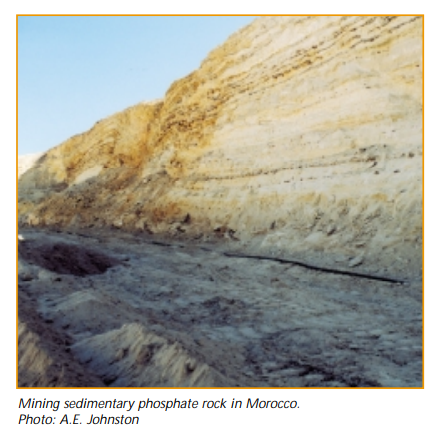 Mining sedimentary phosphate rock in Morocco.
Photo: A.E. Johnston